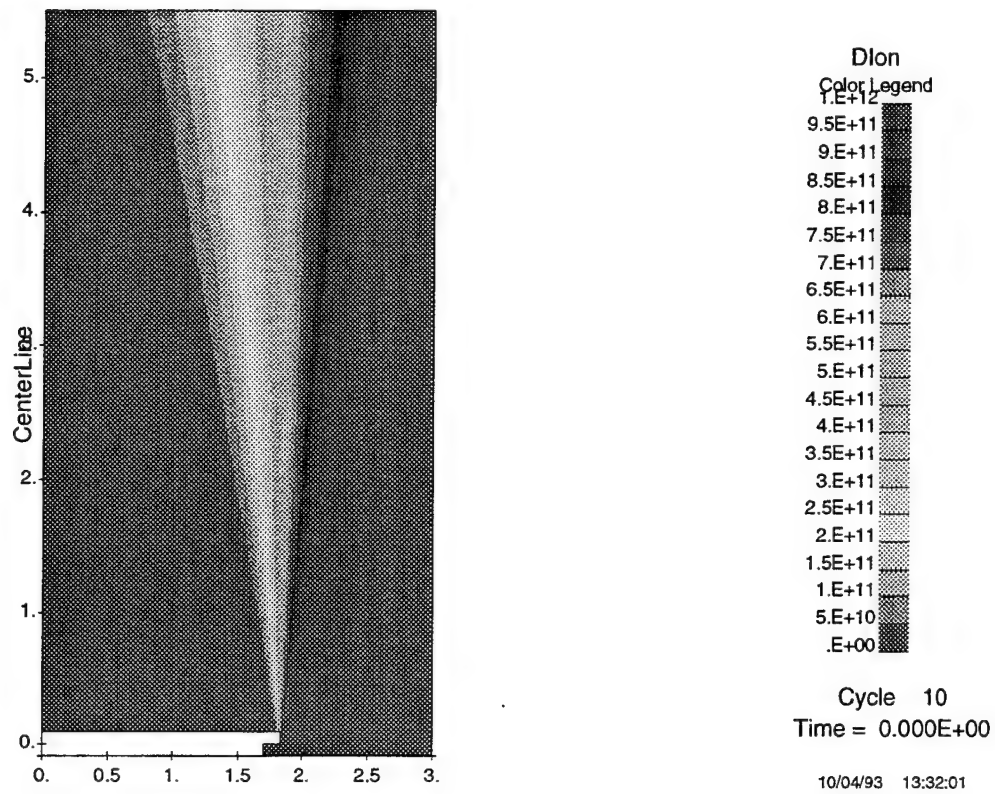 5.
4.
3.
CenterLine
2.
1.
0.
0. 0.5 1. 1.5 2. 2.5 3.
DIon
Color Legend
1.E+12
9.5E+11
9.E+11
8.5E+11
8.E+11
7.5E+11
7.E+11
6.5E+11
6.E+11
5.5E+11
5.E+11
4.5E+11
4.E+11
3.5E+11
3.E+11
2.5E+11
2.E+11
1.5E+11
1.E+11
5.E+10
.E+00
Cycle 10
Time = 0.000E+00
10/04/93 13:32:01